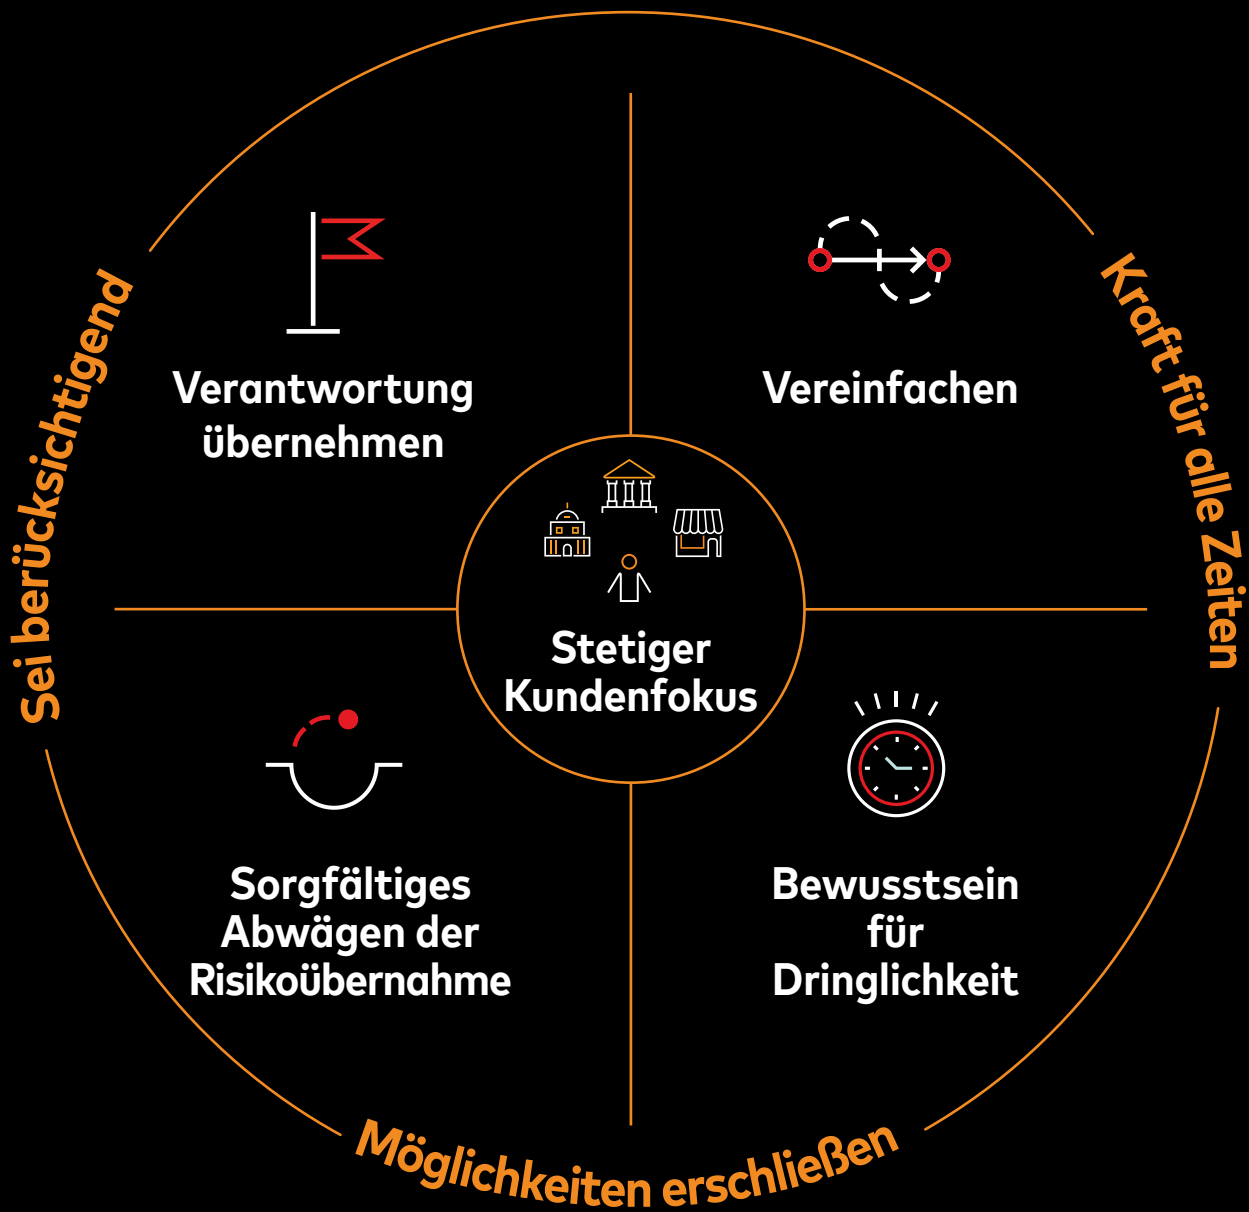 Sei berücksichtigend
Kraft für alle Zeiten
Verantwortung
übernehmen
Vereinfachen
Stetiger
Kundenfokus
Sorgfältiges
Abwägen der
Risikoübernahme
Bewusstsein
für
Dringlichkeit
Möglichkeiten erschließen